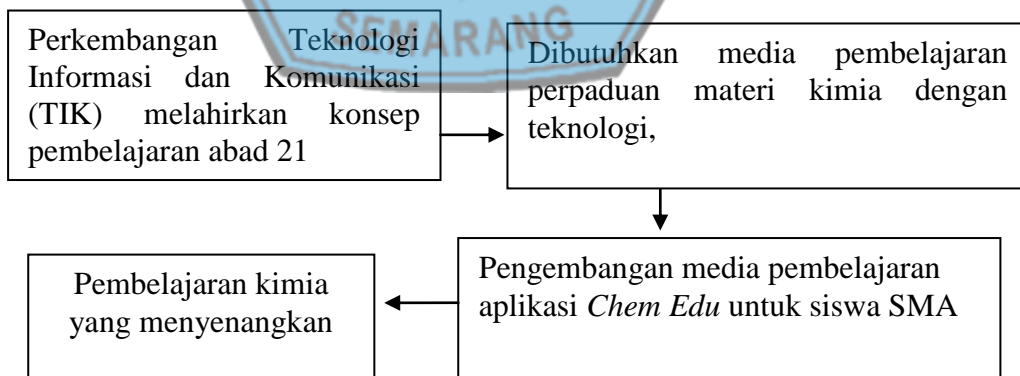 SEMARANG
Perkembangan Teknologi
Informasi dan Komunikasi
(TIK) melahirkan konsep
pembelajaran abad 21
Dibutuhkan media pembelajaran
perpaduan materi kimia dengan
teknologi,
Pengembangan media pembelajaran
aplikasi Chem Edu untuk siswa SMA
Pembelajaran kimia
yang menyenangkan